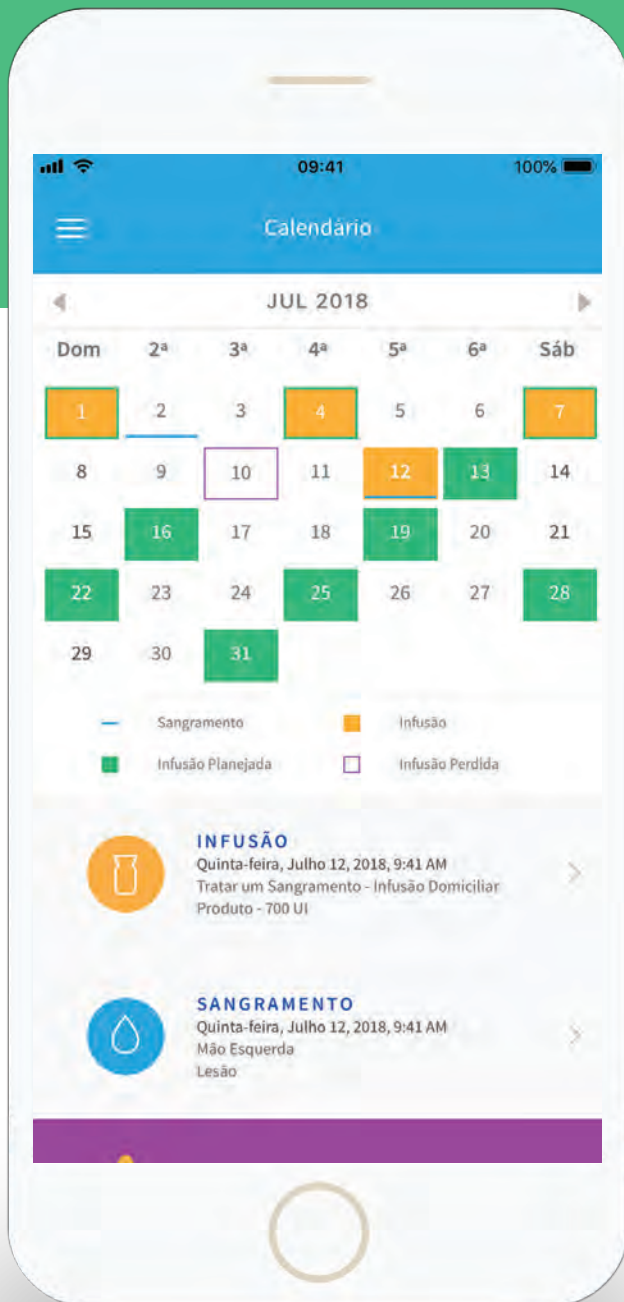 09:41 100%
Calendário
JUL 2018
Dom 2ª 3ª 4ª 5ª 6ª Sáb
1 2 3 4 5 6 7
8 9 10 11 12 13 14
15 16 17 18 19 20 21
22 23 24 25 26 27 28
29 30 31
Sangramento Infusão
Infusão Planejada Infusão Perdida
INFUSÃO
Quinta-feira, Julho 12, 2018, 9:41 AM
Tratar um Sangramento - Infusão Domiciliar
Produto - 700 UI
SANGRAMENTO
Quinta-feira, Julho 12, 2018, 9:41 AM
Mão Esquerda
Lesão